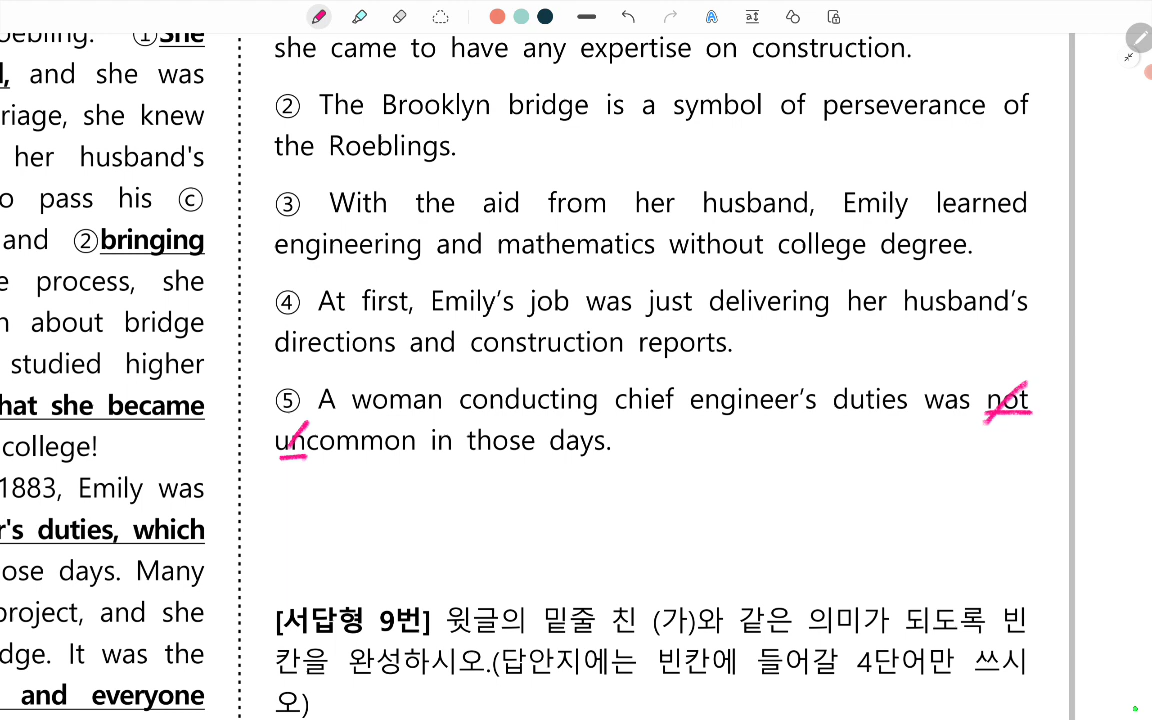 oebling. ①She
l, and she was
riage, she knew
her husband's
o pass his ⓒ
and ②bringing
e process, she
n about bridge
studied higher
hat she became
college!
1883, Emily was
r's duties, which
ose days. Many
project, and she
dge. It was the
and everyone
she came to have any expertise on construction.
② The Brooklyn bridge is a symbol of perseverance of
the Roeblings.
③ With the aid from her husband, Emily learned
engineering and mathematics without college degree.
④ At first, Emily’s job was just delivering her husband’s
directions and construction reports.
⑤ A woman conducting chief engineer’s duties was not
uncommon in those days.
[서답형 9번] 윗글의 밑줄 친 (가)와 같은 의미가 되도록 빈
칸을 완성하시오.(답안지에는 빈칸에 들어갈 4단어만 쓰시
오)